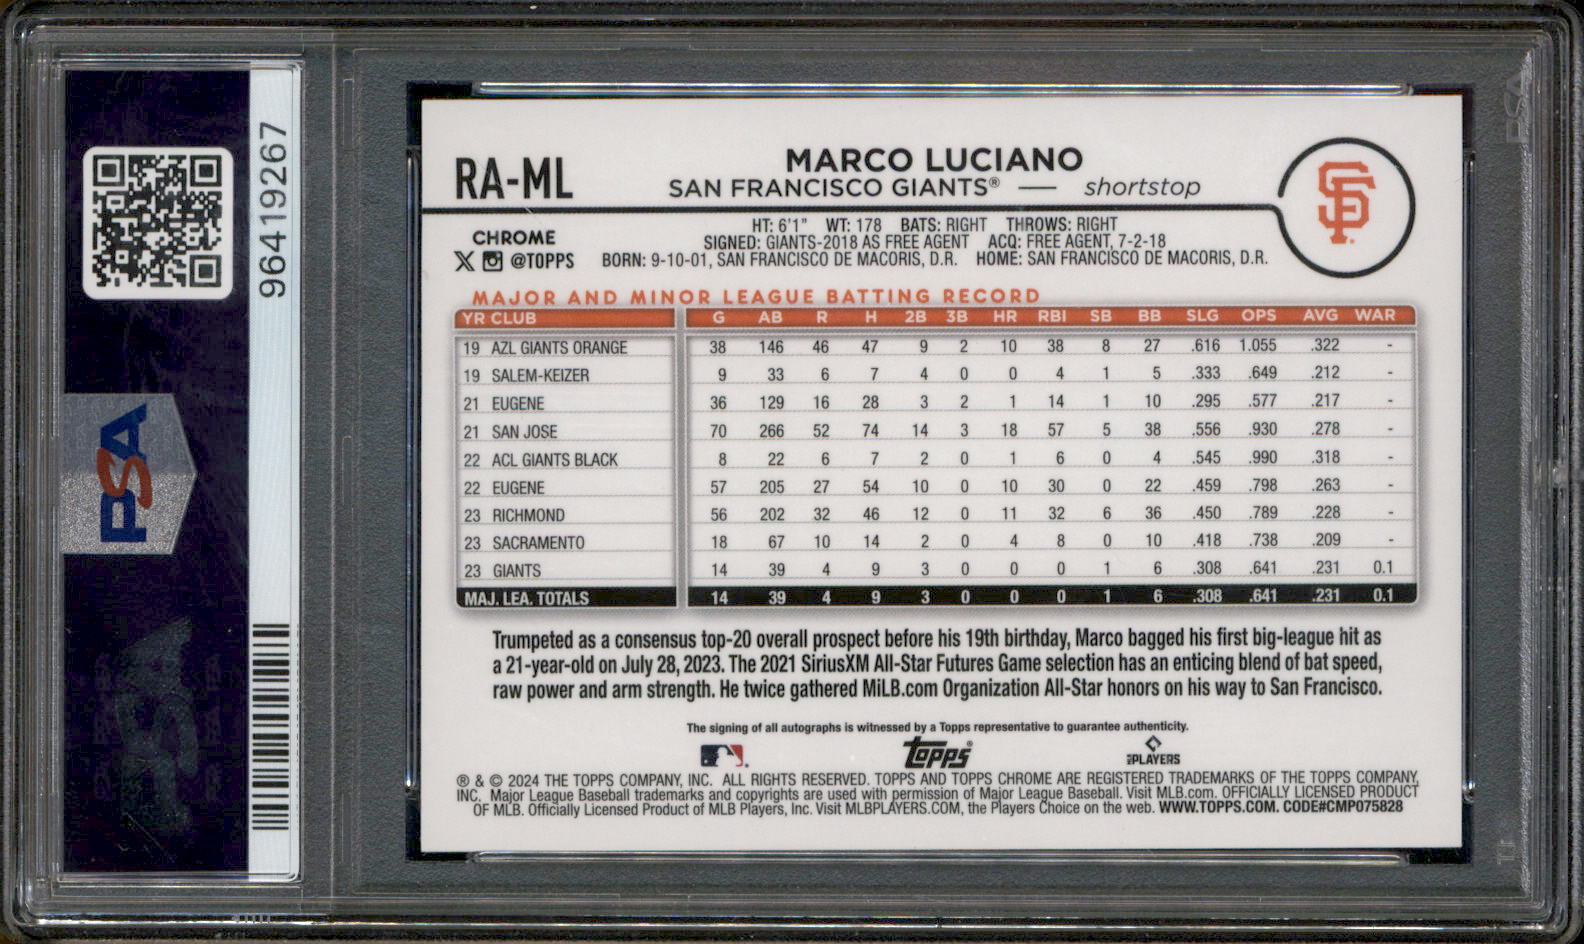 96419267
PSA
RA-ML
MARCO LUCIANO
SAN FRANCISCO GIANTS® — shortstop
SF
CHROME
@TOPPS
HT: 6'1" WT: 178 BATS: RIGHT THROWS: RIGHT
SIGNED: GIANTS-2018 AS FREE AGENT ACQ: FREE AGENT, 7-2-18
BORN: 9-10-01, SAN FRANCISCO DE MACORIS, D.R. HOME: SAN FRANCISCO DE MACORIS, D.R.
MAJOR AND MINOR LEAGUE BATTING RECORD
YR CLUB G AB R H 2B 3B HR RBI SB BB SLG OPS AVG WAR
19 AZL GIANTS ORANGE 38 146 46 47 9 2 10 38 8 27 .616 1.055 .322 -
19 SALEM-KEIZER 9 33 6 7 4 0 0 4 1 5 .333 .649 .212 -
21 EUGENE 36 129 16 28 3 2 1 14 1 10 .295 .577 .217 -
21 SAN JOSE 70 266 52 74 14 3 18 57 5 38 .556 .930 .278 -
22 ACL GIANTS BLACK 8 22 6 7 2 0 1 6 0 4 .545 .990 .318 -
22 EUGENE 57 205 27 54 10 0 10 30 0 22 .459 .798 .263 -
23 RICHMOND 56 202 32 46 12 0 11 32 6 36 .450 .789 .228 -
23 SACRAMENTO 18 67 10 14 2 0 4 8 0 10 .418 .738 .209 -
23 GIANTS 14 39 4 9 3 0 0 0 1 6 .308 .641 .231 0.1
MAJ. LEA. TOTALS 14 39 4 9 3 0 0 0 1 6 .308 .641 .231 0.1
Trumpeted as a consensus top-20 overall prospect before his 19th birthday, Marco bagged his first big-league hit as
a 21-year-old on July 28, 2023. The 2021 SiriusXM All-Star Futures Game selection has an enticing blend of bat speed,
raw power and arm strength. He twice gathered MiLB.com Organization All-Star honors on his way to San Francisco.
The signing of all autographs is witnessed by a Topps representative to guarantee authenticity.
Topps®
PLAYERS
® & © 2024 THE TOPPS COMPANY, INC. ALL RIGHTS RESERVED. TOPPS AND TOPPS CHROME ARE REGISTERED TRADEMARKS OF THE TOPPS COMPANY,
INC. Major League Baseball trademarks and copyrights are used with permission of Major League Baseball. Visit MLB.com. OFFICIALLY LICENSED PRODUCT
OF MLB. Officially Licensed Product of MLB Players, Inc. Visit MLBPLAYERS.COM, the Players Choice on the web. WWW.TOPPS.COM. CODE#CMP075828
PSA